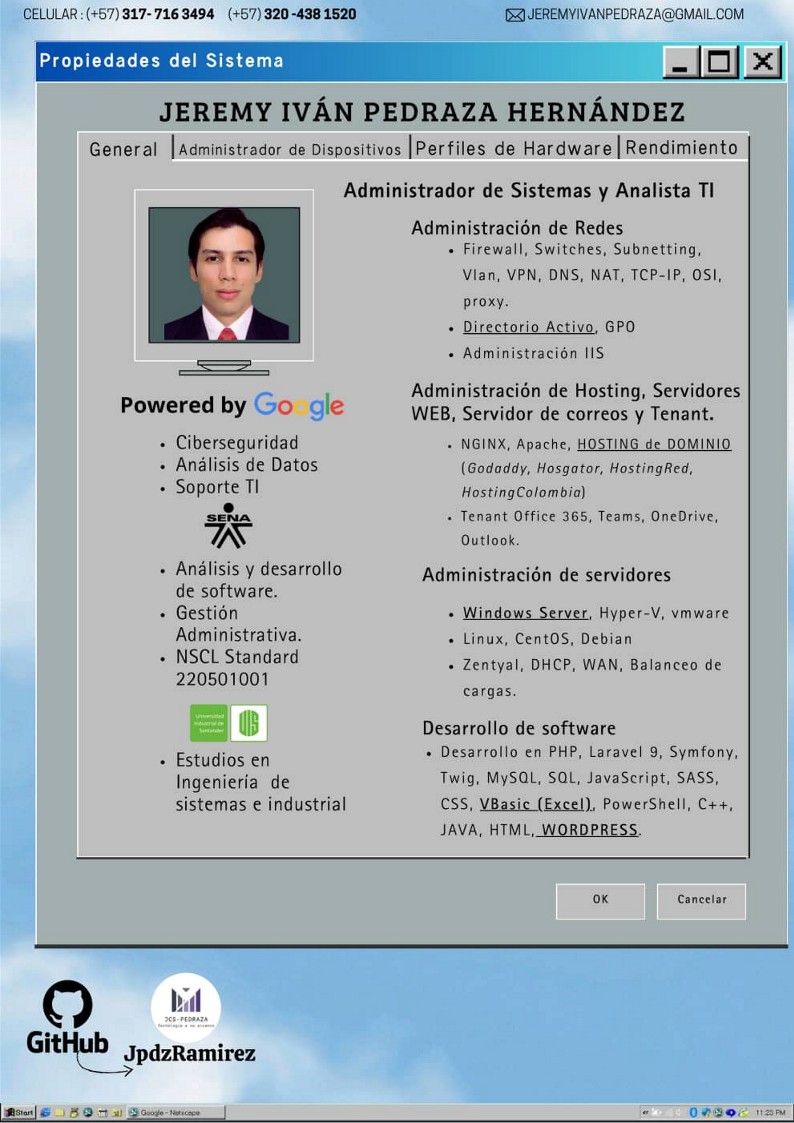 CELULAR : (+57) 317- 716 3494 (+57) 320 -438 1520
JEREMYIVANPEDRAZA@GMAIL.COM
Propiedades del Sistema
JEREMY IVÁN PEDRAZA HERNÁNDEZ
General
Administrador de Dispositivos
Perfiles de Hardware
Rendimiento
Administrador de Sistemas y Analista TI
Powered by Google
• Ciberseguridad
• Análisis de Datos
• Soporte TI
SENA
• Análisis y desarrollo
de software.
• Gestión
Administrativa.
• NSCL Standard
220501001
Universidad
Industrial de
Santander
UIS
• Estudios en
Ingeniería de
sistemas e industrial
Administración de Redes
• Firewall, Switches, Subnetting,
Vlan, VPN, DNS, NAT, TCP-IP, OSI,
proxy.
• Directorio Activo, GPO
• Administración IIS
Administración de Hosting, Servidores
WEB, Servidor de correos y Tenant.
• NGINX, Apache, HOSTING de DOMINIO
(Godaddy, Hosgator, HostingRed,
HostingColombia)
• Tenant Office 365, Teams, OneDrive,
Outlook.
Administración de servidores
• Windows Server, Hyper-V, vmware
• Linux, CentOS, Debian
• Zentyal, DHCP, WAN, Balanceo de
cargas.
Desarrollo de software
• Desarrollo en PHP, Laravel 9, Symfony,
Twig, MySQL, SQL, JavaScript, SASS,
CSS, VBasic (Excel), PowerShell, C++,
JAVA, HTML, WORDPRESS.
OK
Cancelar
GitHub
JCS-PEDRAZA
JpdzRamirez
Start
Google - Netscape
11:23 PM